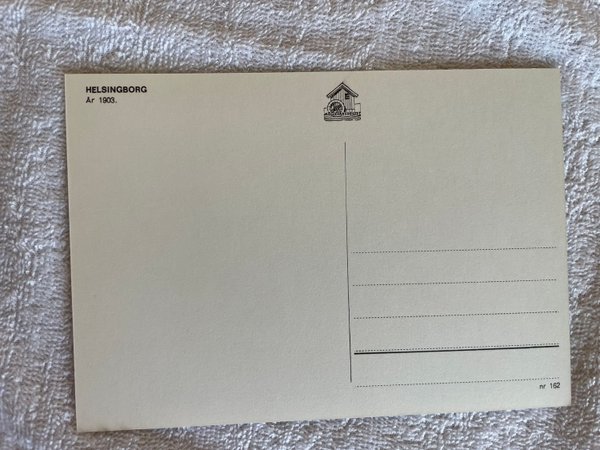 HELSINGBORG
År 1903.
nr 162